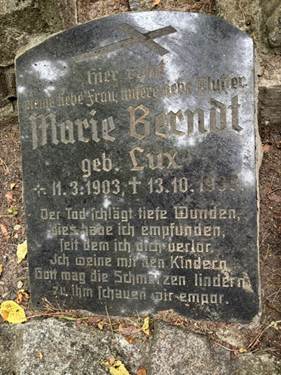 Hier ruht
meine liebe Frau, unsere liebe Mutter
Marie Berndt
geb. Lux
* 11.3.1903 † 13.10.
Der Tod schlägt tiefe Wunden,
dies habe ich empfunden,
seit dem ich dich verlor.
Ich weine mit den Kindern
Gott mag die Schmerzen lindern
zu ihm schauen wir empor.